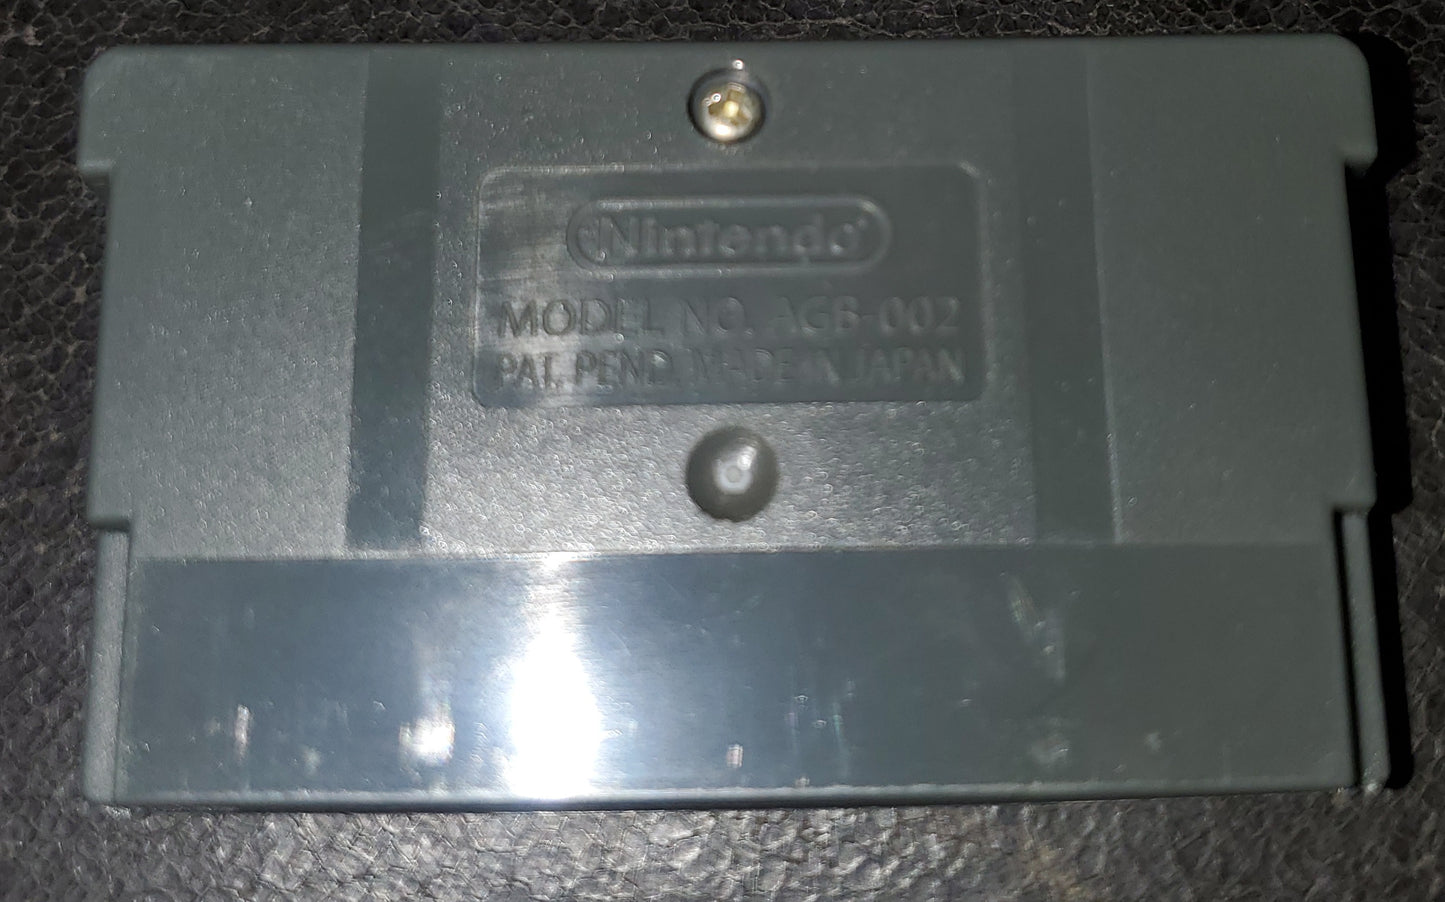 Nintendo®
MODEL NO. AGB-002
PAT. PEND. MADE IN JAPAN